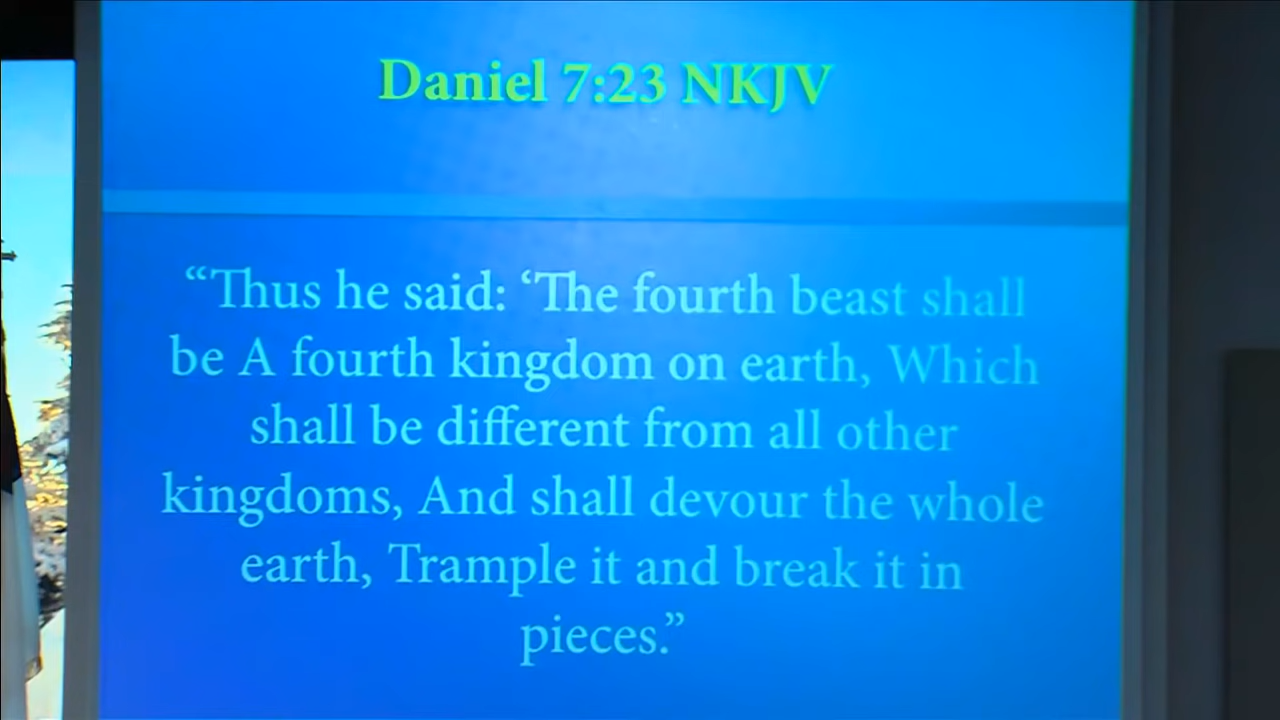 Daniel 7:23 NKJV
“Thus he said: ‘The fourth beast shall
be A fourth kingdom on earth, Which
shall be different from all other
kingdoms, And shall devour the whole
earth, Trample it and break it in
pieces.”